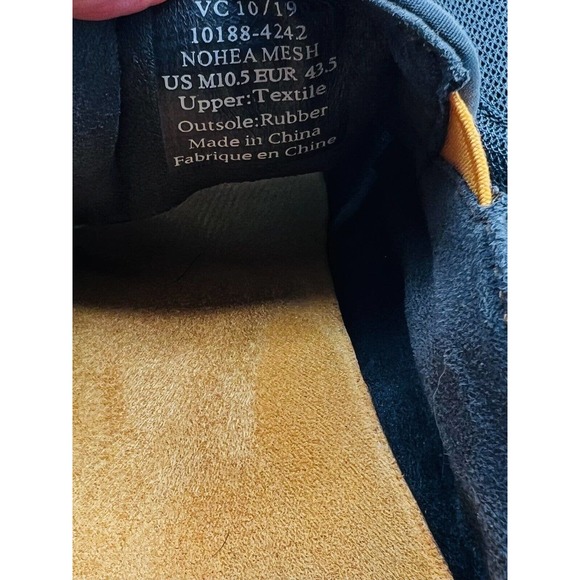 VC 10/19
10188-4242
NOHEA MESH
US M10.5 EUR 43.5
Upper:Textile
Outsole:Rubber
Made in China
Fabrique en Chine